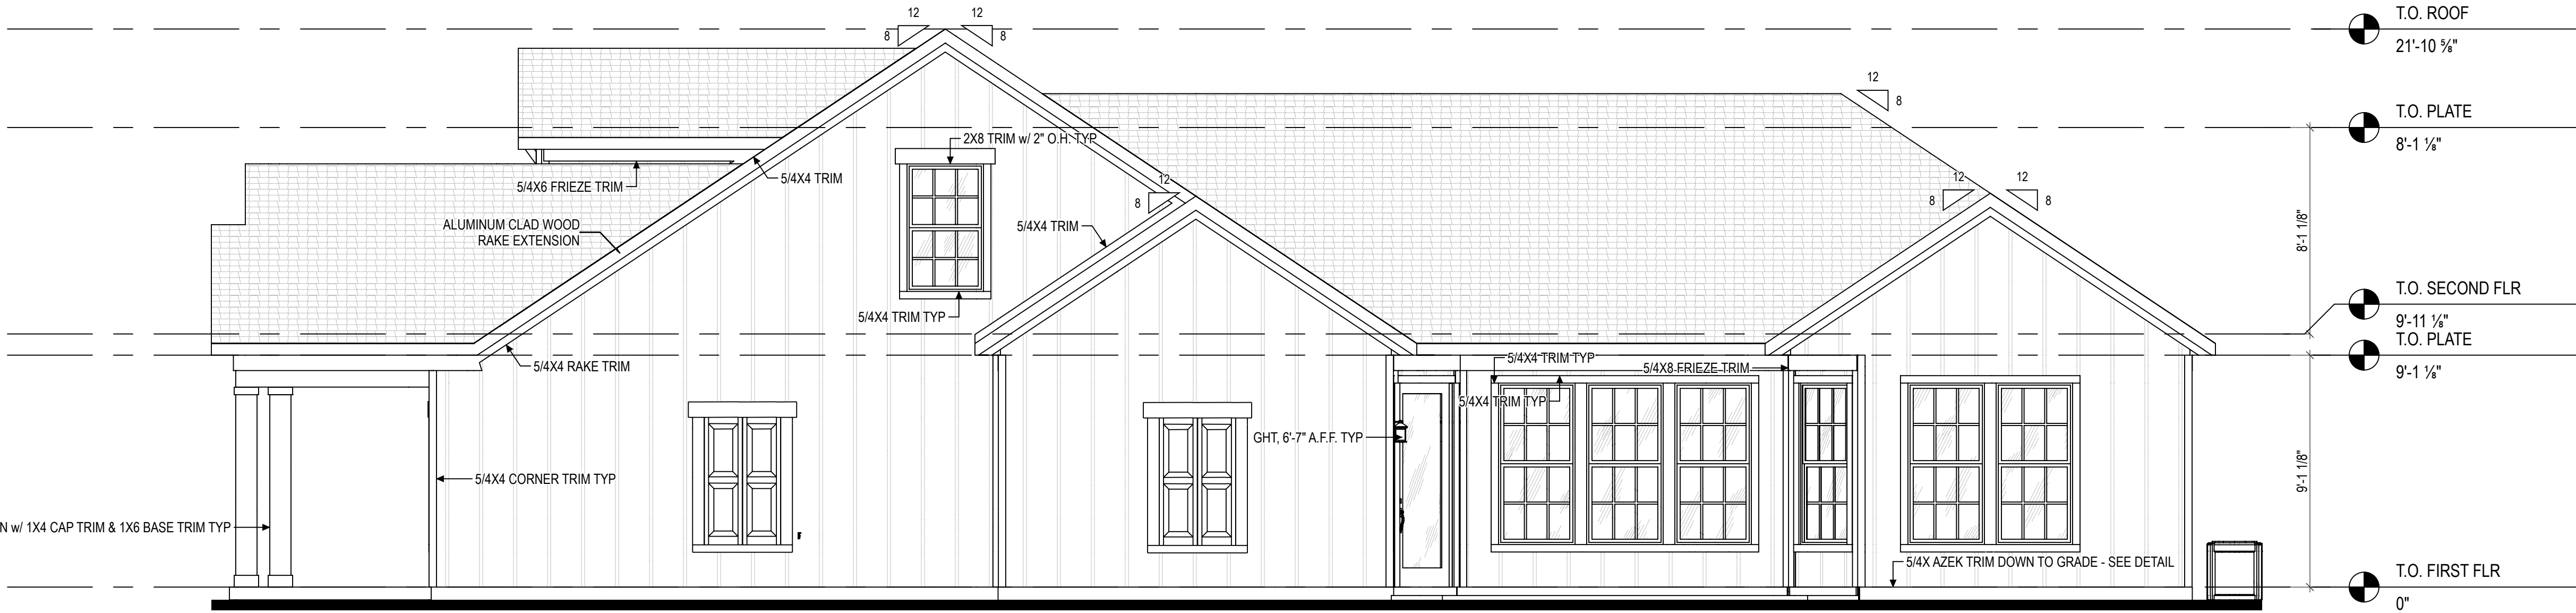 12
12
8
8
T.O. ROOF
21'-10 ⅝"
12
8
T.O. PLATE
8'-1 ⅛"
2X8 TRIM w/ 2" O.H. TYP
5/4X6 FRIEZE TRIM
5/4X4 TRIM
12
8
12
12
8
8
ALUMINUM CLAD WOOD
RAKE EXTENSION
5/4X4 TRIM
8'-1 1/8"
T.O. SECOND FLR
9'-11 ⅛"
5/4X4 TRIM TYP
T.O. PLATE
9'-1 ⅛"
5/4X4 RAKE TRIM
5/4X4 TRIM TYP
5/4X8 FRIEZE TRIM
5/4X4 TRIM TYP
GHT, 6'-7" A.F.F. TYP
5/4X4 CORNER TRIM TYP
9'-1 1/8"
N w/ 1X4 CAP TRIM & 1X6 BASE TRIM TYP
5/4X AZEK TRIM DOWN TO GRADE - SEE DETAIL
T.O. FIRST FLR
0"